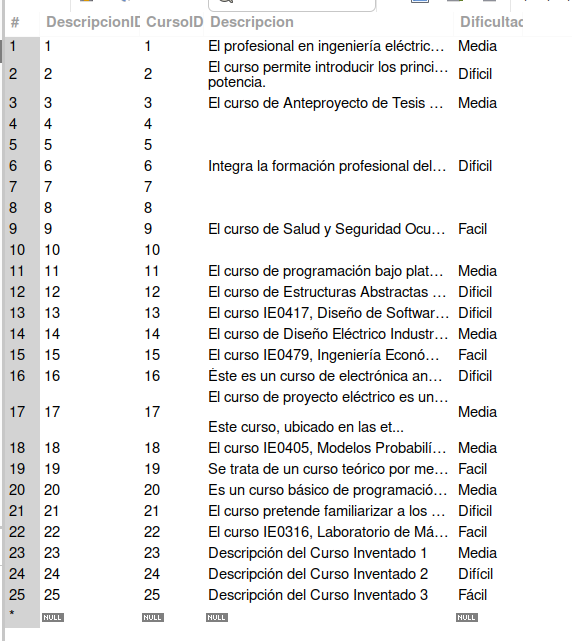 # DescripcionID CursoID Descripcion Dificultad
1 1 1 El profesional en ingeniería eléctric... Media
2 2 2 El curso permite introducir los princi... Dificil
potencia.
3 3 3 El curso de Anteproyecto de Tesis ... Media
4 4 4
5 5 5
6 6 6 Integra la formación profesional del... Dificil
7 7 7
8 8 8
9 9 9 El curso de Salud y Seguridad Ocu... Facil
10 10 10
11 11 11 El curso de programación bajo plat... Media
12 12 12 El curso de Estructuras Abstractas ... Dificil
13 13 13 El curso IE0417, Diseño de Softwar... Dificil
14 14 14 El curso de Diseño Eléctrico Industr... Media
15 15 15 El curso IE0479, Ingeniería Econó... Facil
16 16 16 Éste es un curso de electrónica an... Dificil
El curso de proyecto eléctrico es un...
17 17 17 Media
Este curso, ubicado en las et...
18 18 18 El curso IE0405, Modelos Probabilí... Media
19 19 19 Se trata de un curso teórico por me... Facil
20 20 20 Es un curso básico de programació... Media
21 21 21 El curso pretende familiarizar a los ... Dificil
22 22 22 El curso IE0316, Laboratorio de Má... Facil
23 23 23 Descripción del Curso Inventado 1 Media
24 24 24 Descripción del Curso Inventado 2 Difícil
25 25 25 Descripción del Curso Inventado 3 Fácil
* NULL NULL NULL NULL